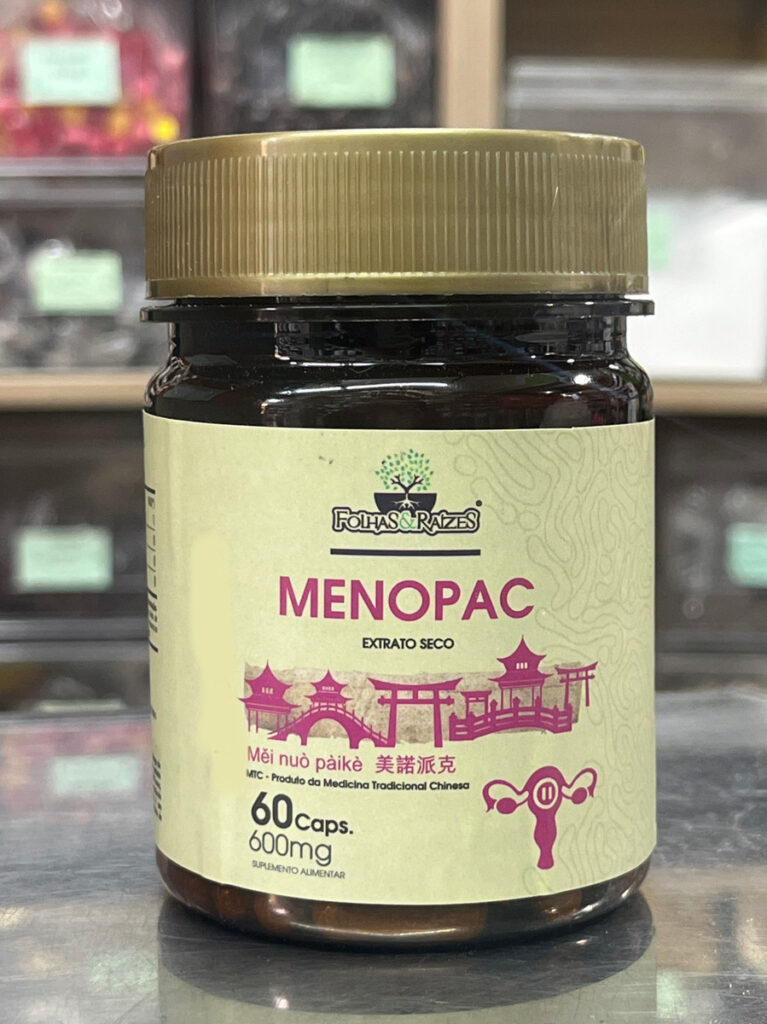 FOLHAS&RAÍZES
MENOPAC
EXTRATO SECO
Měi nuò pàikè 美諾派克
MTC - Produto da Medicina Tradicional Chinesa
60Caps.
600mg
SUPLEMENTO ALIMENTAR